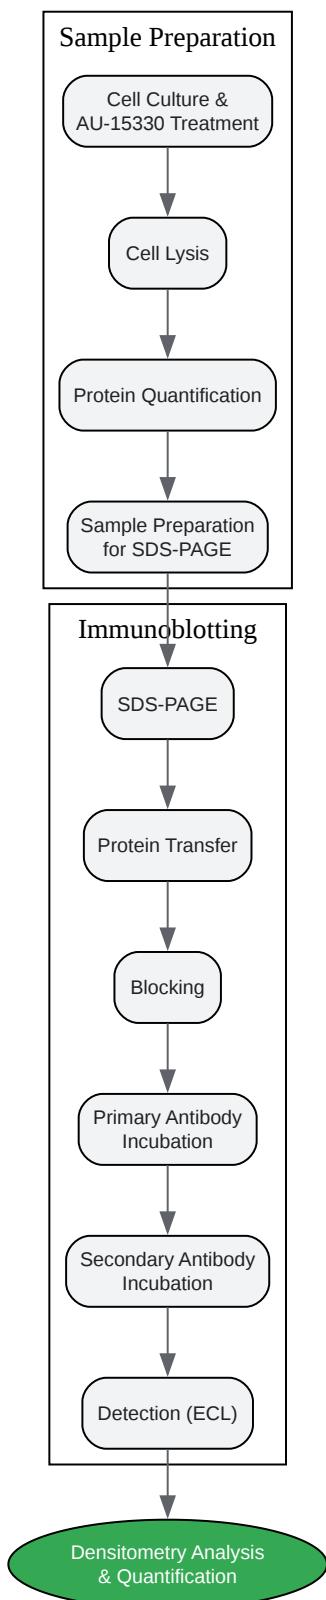 Sample Preparation
Cell Culture &
AU-15330 Treatment
Cell Lysis
Protein Quantification
Sample Preparation
for SDS-PAGE
Immunoblotting
SDS-PAGE
Protein Transfer
Blocking
Primary Antibody
Incubation
Secondary Antibody
Incubation
Detection (ECL)
Densitometry Analysis
& Quantification